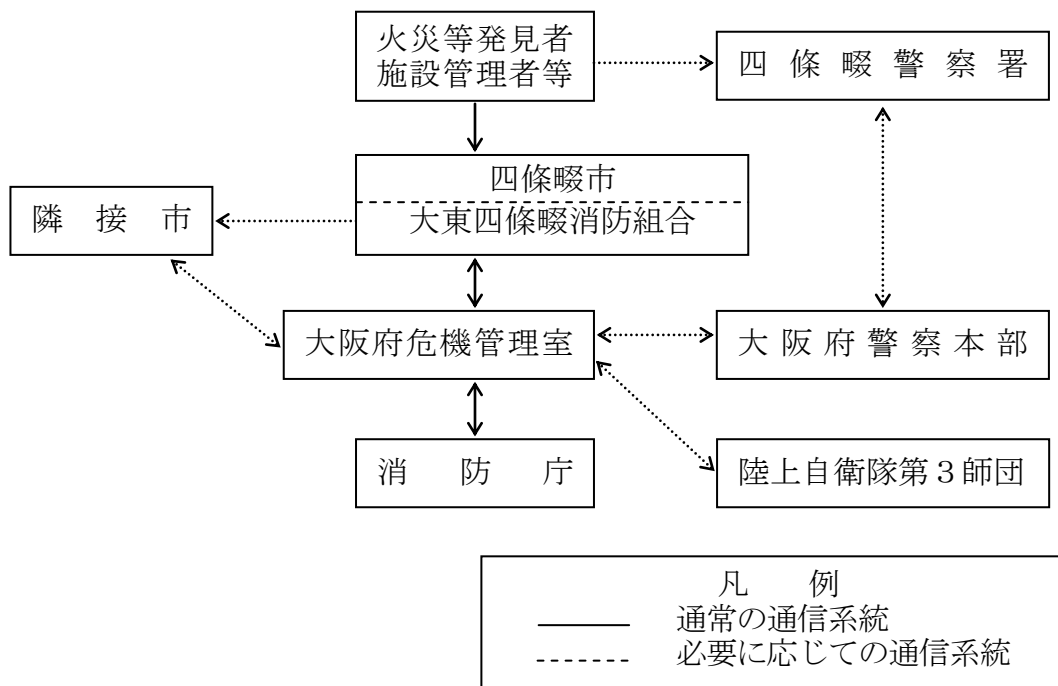 火災等発見者
施設管理者等
四條畷警察署
四條畷市
大東四條畷消防組合
隣接市
大阪府危機管理室
大阪府警察本部
消防庁
陸上自衛隊第３師団
凡例
通常の通信系統
必要に応じての通信系統